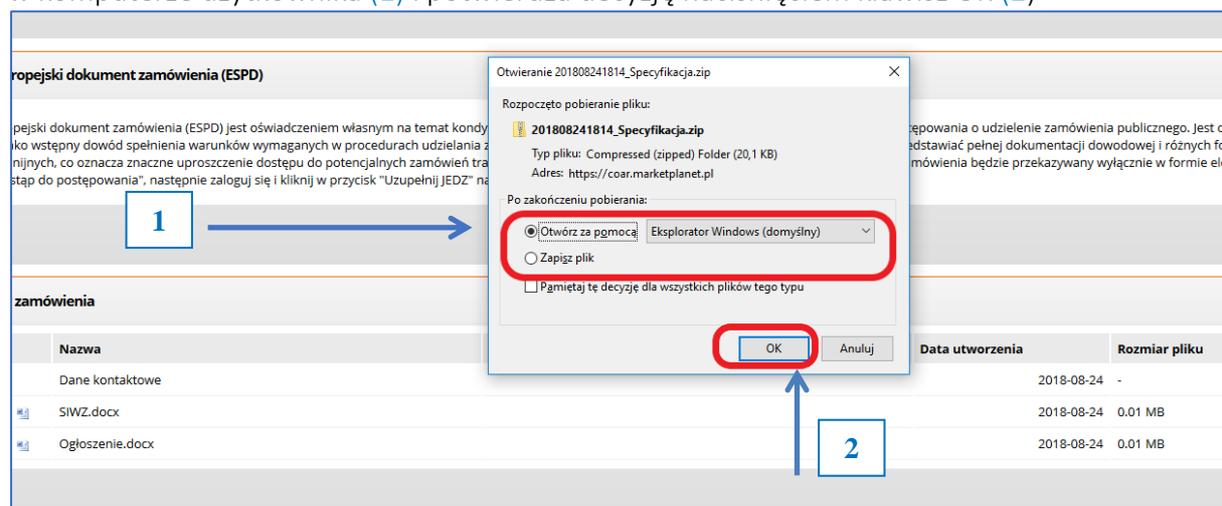 ropejski dokument zamówienia (ESPD)
pejski dokument zamówienia (ESPD) jest oświadczeniem własnym na temat kondy
ępowania o udzielenie zamówienia publicznego. Jest
ko wstępny dowód spełnienia warunków wymaganych w procedurach udzielania
edstawiać pełnej dokumentacji dowodowej i różnych
nijnych, co oznacza znaczne uproszczenie dostępu do potencjalnych zamówień tra
mówienia będzie przekazywany wyłącznie w formie ele
stąp do postępowania", następnie zaloguj się i kliknij w przycisk "Uzupełnij JEDZ" na
Otwieranie 201808241814_Specyfikacja.zip
Rozpoczęto pobieranie pliku:
201808241814_Specyfikacja.zip
Typ pliku: Compressed (zipped) Folder (20,1 KB)
Adres: https://coar.marketplanet.pl
Po zakończeniu pobierania:
Otwórz za pomocą Eksplorator Windows (domyślny)
Zapisz plik
Pamiętaj tę decyzję dla wszystkich plików tego typu
OK Anuluj
1
zamówienia
Nazwa Data utworzenia Rozmiar pliku
Dane kontaktowe 2018-08-24 -
SIWZ.docx 2018-08-24 0.01 MB
Ogłoszenie.docx 2018-08-24 0.01 MB
2